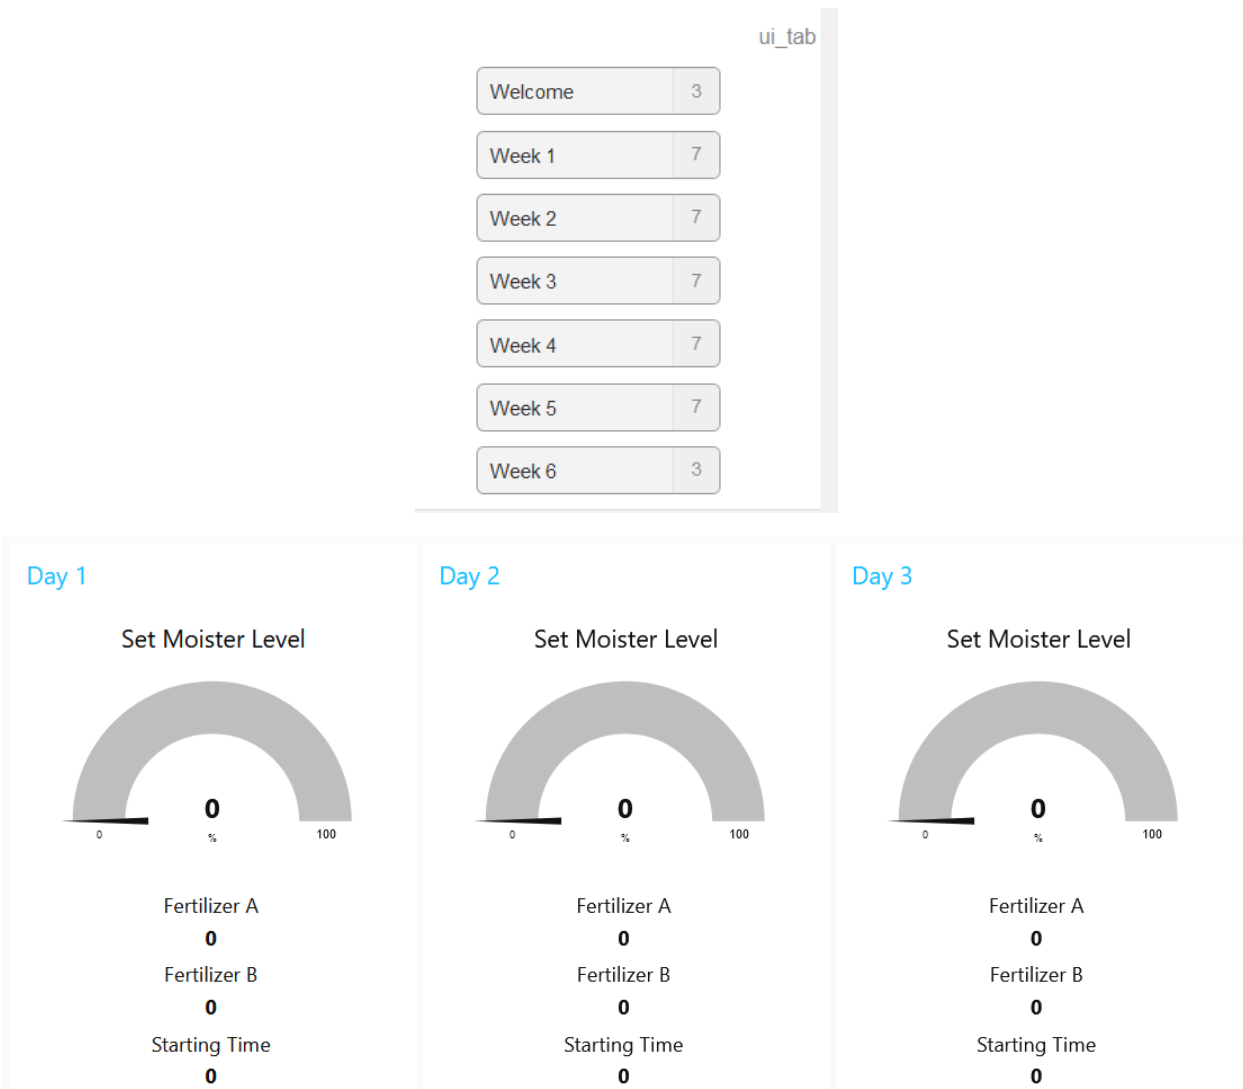 ui_tab
Welcome 3
Week 1 7
Week 2 7
Week 3 7
Week 4 7
Week 5 7
Week 6 3
Day 1 Day 2 Day 3
Set Moister Level Set Moister Level Set Moister Level
0 0 0
0 % 100 0 % 100 0 % 100
Fertilizer A Fertilizer A Fertilizer A
0 0 0
Fertilizer B Fertilizer B Fertilizer B
0 0 0
Starting Time Starting Time Starting Time
0 0 0